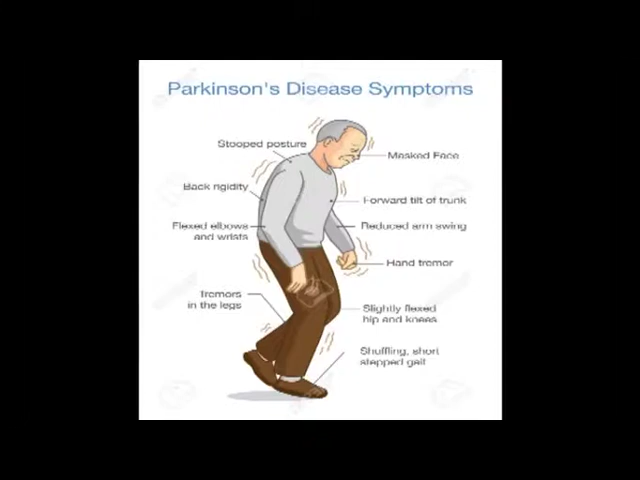 Parkinson's Disease Symptoms
Stooped posture
Masked Face
Back rigidity
Forward tilt of trunk
Flexed elbows
and wrists
Reduced arm swing
Hand tremor
Tremors
in the legs
Slightly flexed
hip and knees
Shuffling, short
stepped gait